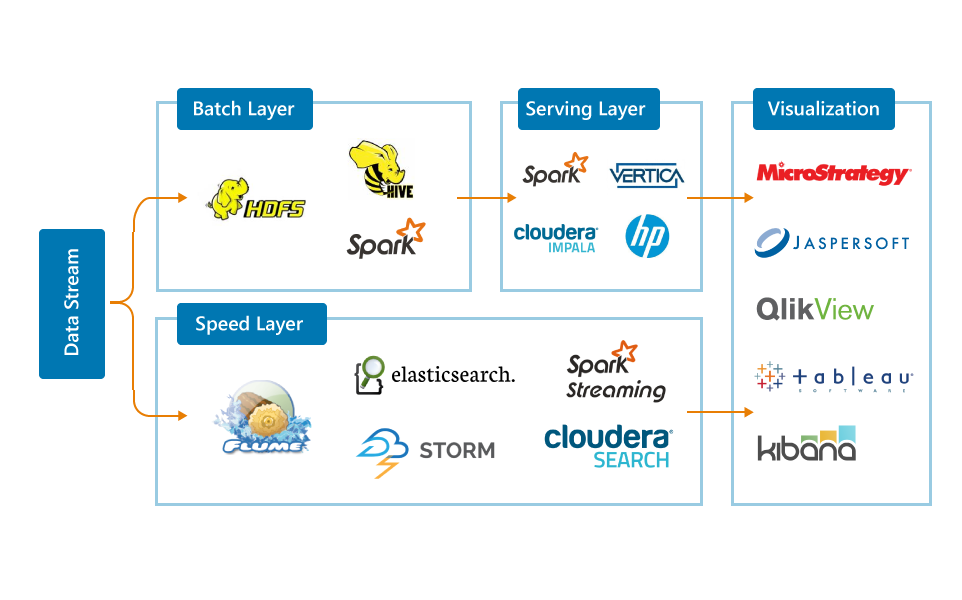 Data Stream
Batch Layer
HDFS
HIVE
Spark
Serving Layer
Spark
VERTICA
cloudera
IMPALA
hp
Speed Layer
FLUME
elasticsearch.
STORM
Spark
Streaming
cloudera
SEARCH
Visualization
MicroStrategy
JASPERSOFT
QlikView
+ableau
SOFTWARE
kibana